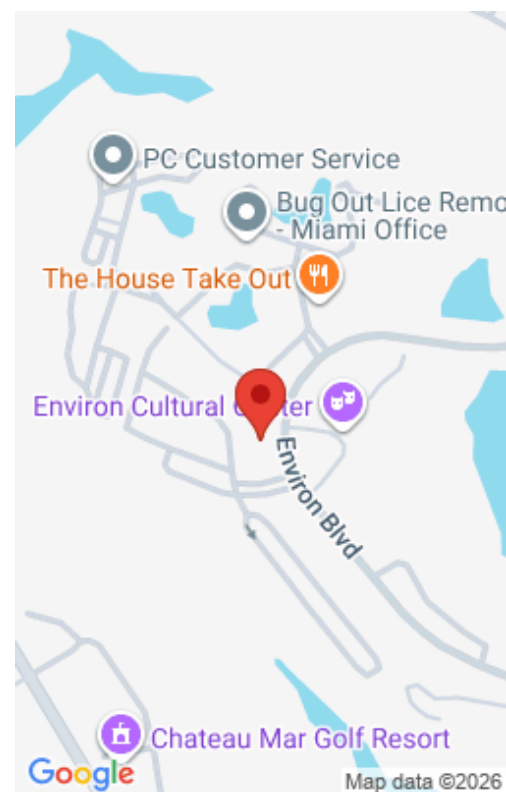 PC Customer Service
Bug Out Lice Remo
- Miami Office
The House Take Out
Environ Cultural ter
Environ Blvd
Chateau Mar Golf Resort
Google
Map data ©2026